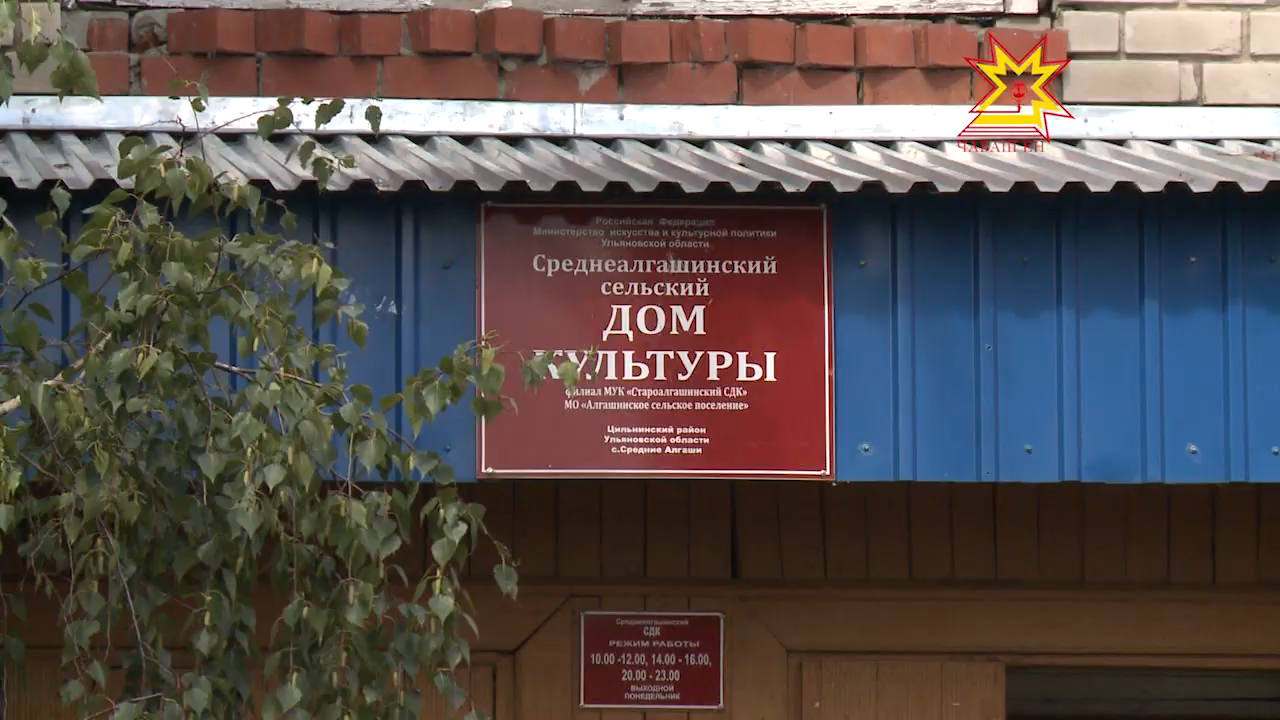 ЧӐВАШ ЕН
Российская Федерация
Министерство искусства и культурной политики
Ульяновской области
Среднеалгашинский
сельский
ДОМ
КУЛЬТУРЫ
филиал МУК «Староалгашинский СДК»
МО «Алгашинское сельское поселение»
Цильнинский район
Ульяновской области
с.Средние Алгаши
Среднеалгашинский
СДК
РЕЖИМ РАБОТЫ
10.00 -12.00, 14.00 - 16.00,
20.00 - 23.00
ВЫХОДНОЙ
ПОНЕДЕЛЬНИК